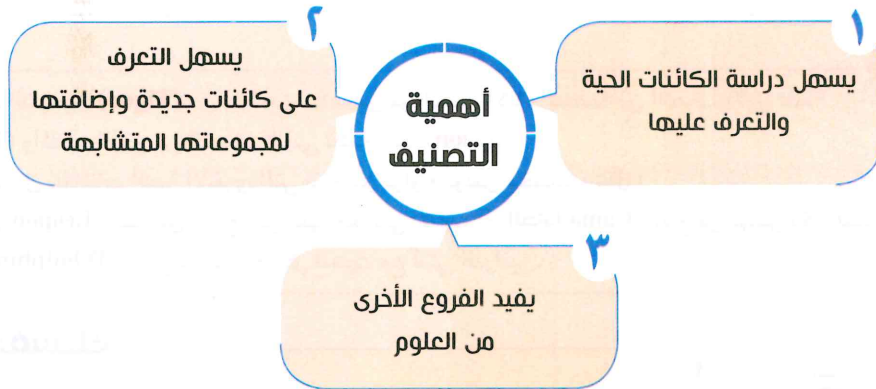 أهمية
التصنيف
١
يسهل دراسة الكائنات الحية
والتعرف عليها
٢
يسهل التعرف
على كائنات جديدة وإضافتها
لمجموعاتها المتشابهة
٣
يفيد الفروع الأخرى
من العلوم